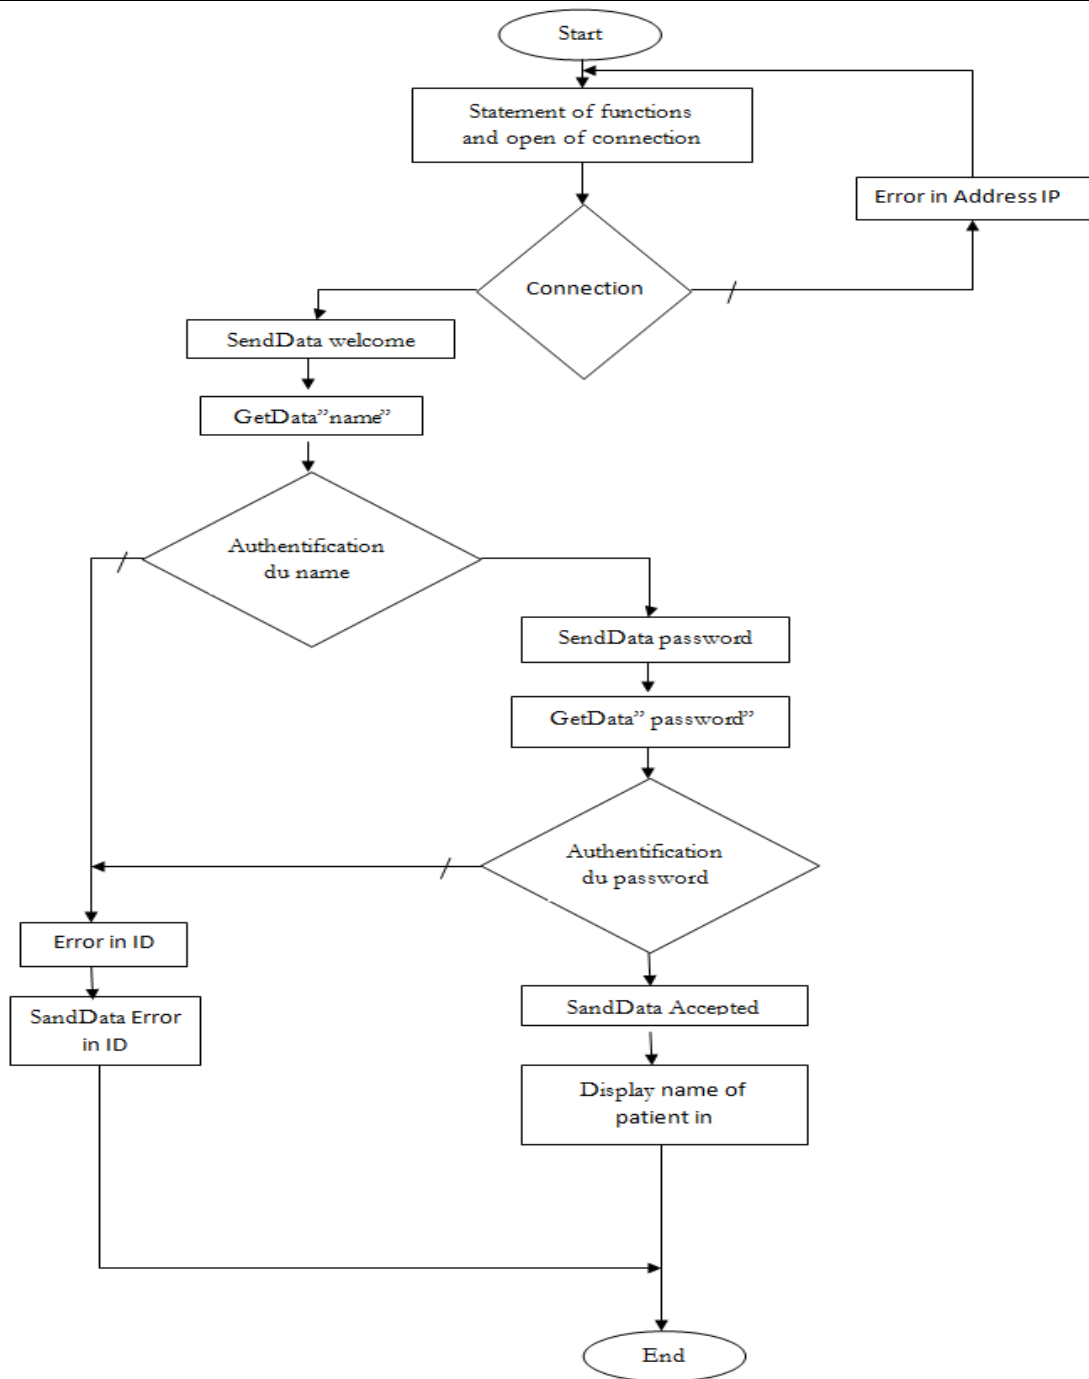 Start
Statement of functions
and open of connection
Error in Address IP
Connection
SendData welcome
GetData”name”
Authentification
du name
SendData password
GetData” password”
Authentification
du password
Error in ID
SandData Error
in ID
SandData Accepted
Display name of
patient in
End